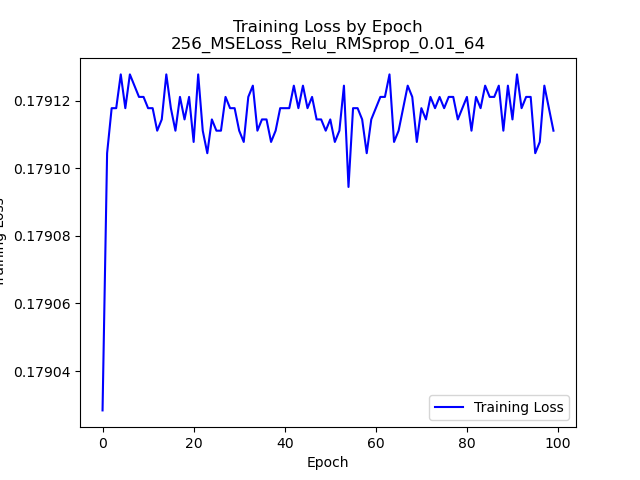 Training Loss by Epoch
256_MSELoss_Relu_RMSprop_0.01_64
0.17912
0.17910
0.17908
0.17906
0.17904
Training Loss
0
20
40
60
80
100
Epoch
Training Loss